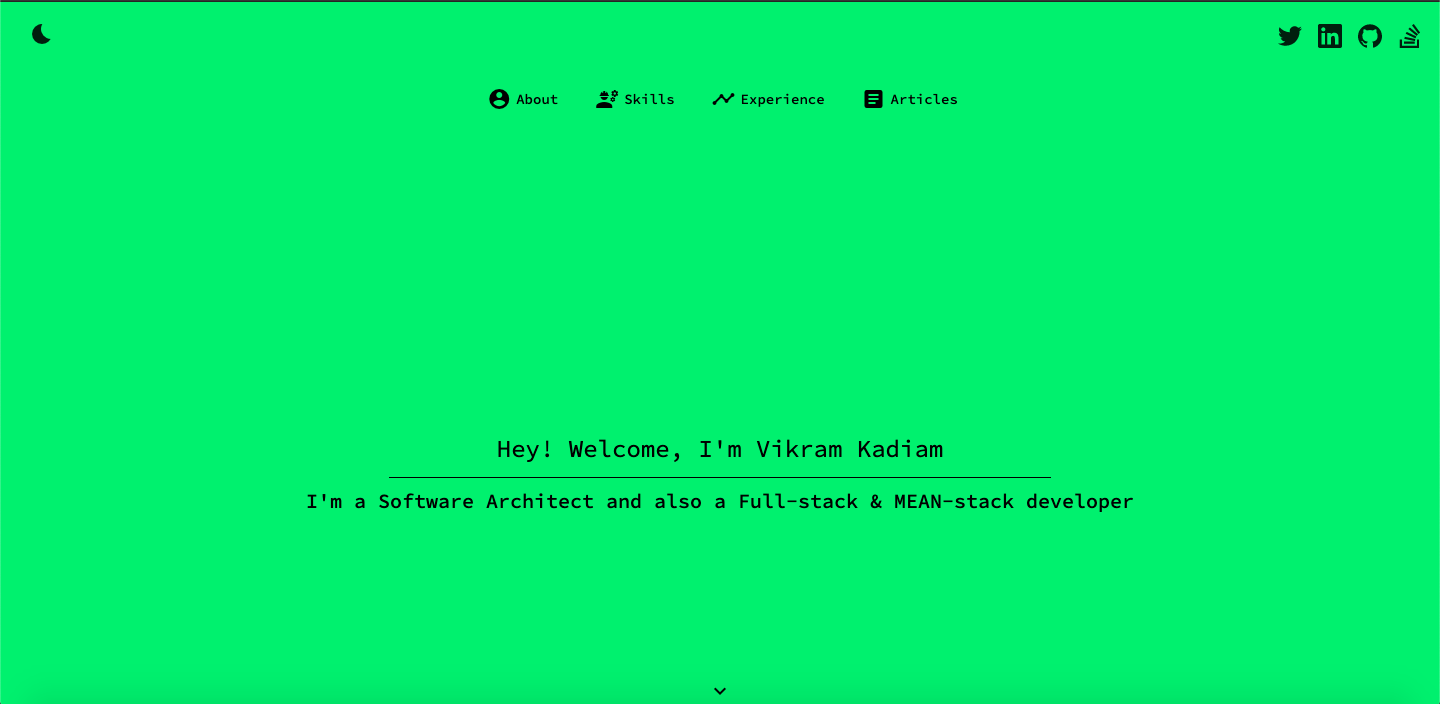 About Skills Experience Articles
Hey! Welcome, I'm Vikram Kadiam
I'm a Software Architect and also a Full-stack & MEAN-stack developer